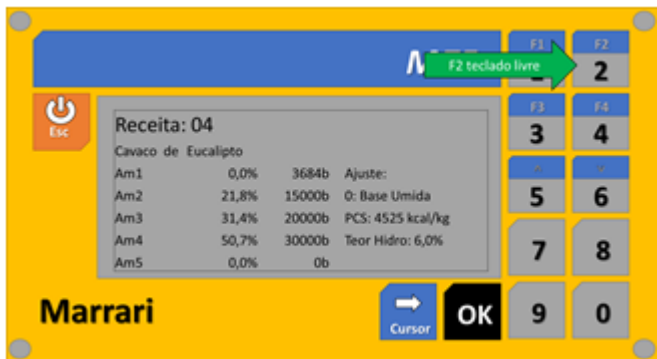 F1
F2
F2 teclado livre
2
Esc
F3
F4
3
4
Receita: 04
Cavaco de Eucalipto
Am1 0,0% 3684b Ajuste:
Am2 21,8% 15000b 0: Base Umida
Am3 31,4% 20000b PCS: 4525 kcal/kg
Am4 50,7% 30000b Teor Hidro: 6,0%
Am5 0,0% 0b
5
6
7
8
Marrari
Cursor
OK
9
0